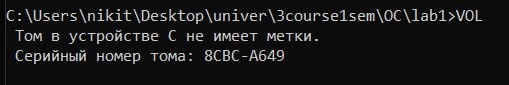 C:\Users\nikit\Desktop\univer\3course1sem\OC\lab1>VOL
Том в устройстве C не имеет метки.
Серийный номер тома: 8CBC-A649